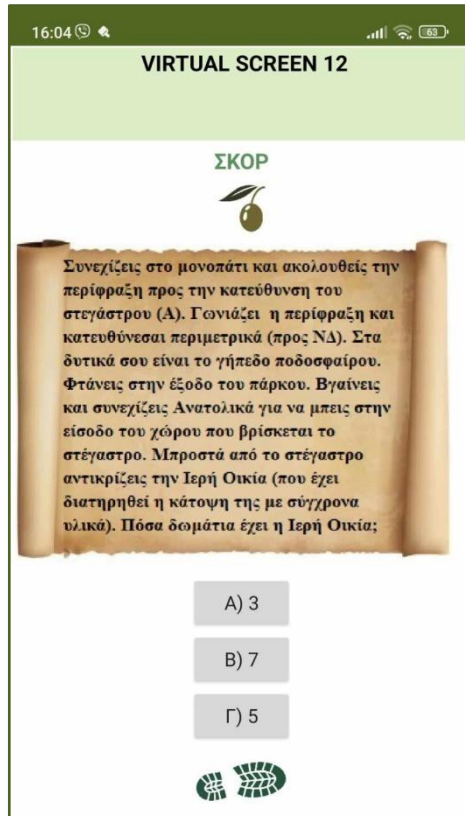 16:04
63
VIRTUAL SCREEN 12
ΣΚΟΡ
Συνεχίζεις στο μονοπάτι και ακολουθείς την
περίφραξη προς την κατεύθυνση του
στεγάστρου (Α). Γωνιάζει η περίφραξη και
κατευθύνεσαι περιμετρικά (προς ΝΔ). Στα
δυτικά σου είναι το γήπεδο ποδοσφαίρου.
Φτάνεις στην έξοδο του πάρκου. Βγαίνεις
και συνεχίζεις Ανατολικά για να μπεις στην
είσοδο του χώρου που βρίσκεται το
στέγαστρο. Μπροστά από το στέγαστρο
αντικρίζεις την Ιερή Οικία (που έχει
διατηρηθεί η κάτοψη της με σύγχρονα
υλικά). Πόσα δωμάτια έχει η Ιερή Οικία;
Α) 3
Β) 7
Γ) 5